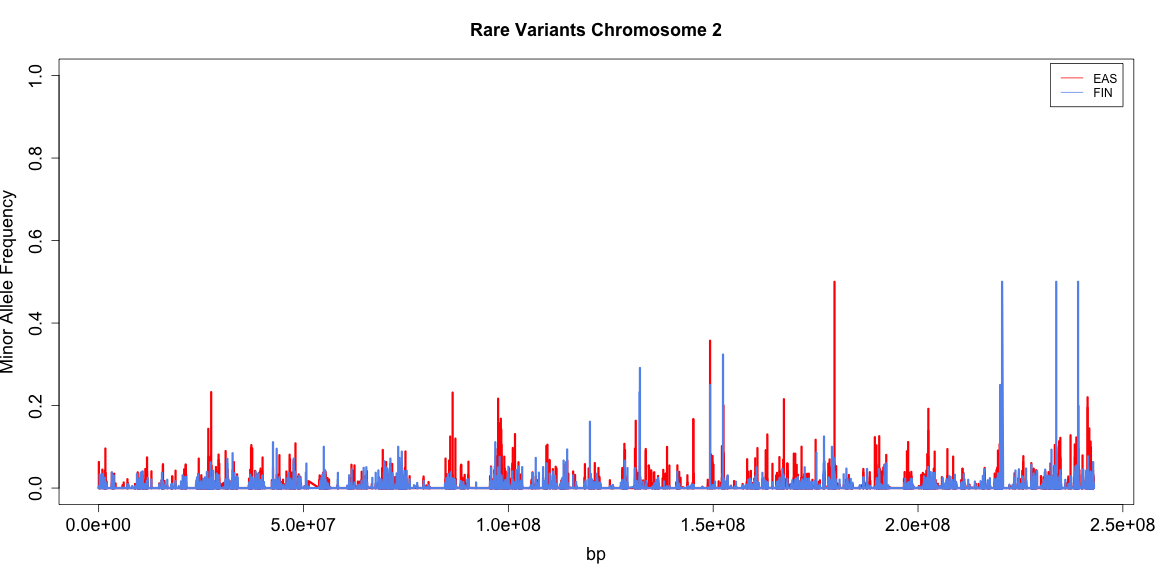 Rare Variants Chromosome 2
EAS
FIN
1.0
0.8
0.6
0.4
0.2
0.0
Minor Allele Frequency
0.0e+00 5.0e+07 1.0e+08 1.5e+08 2.0e+08 2.5e+08
bp